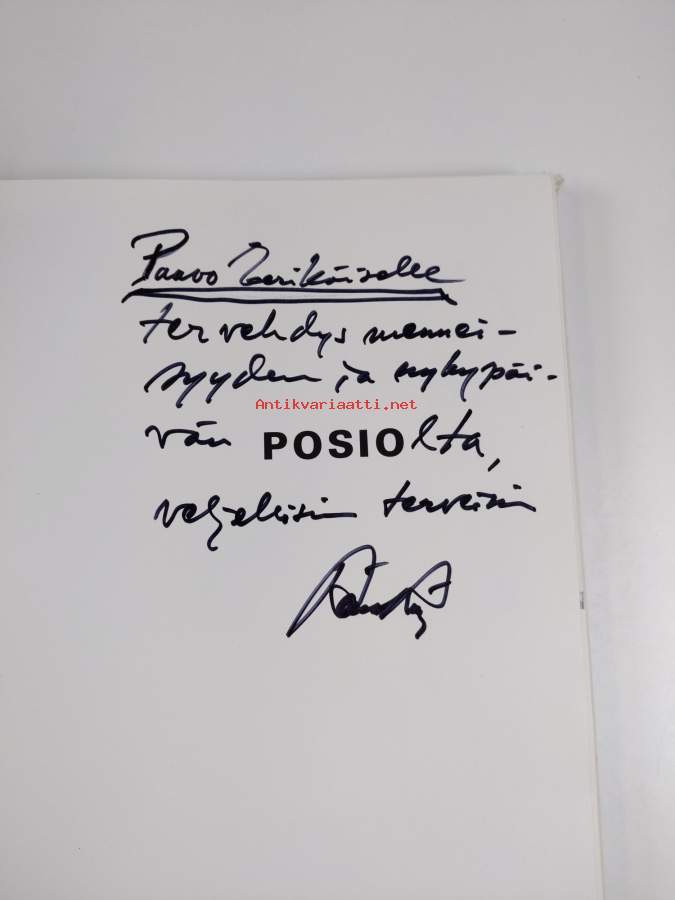 Paavo
tervehdys mennei-
syyden ja nykypäi-
Antikvariaatti.net
vän POSIOlta,
veljellisin terveisin